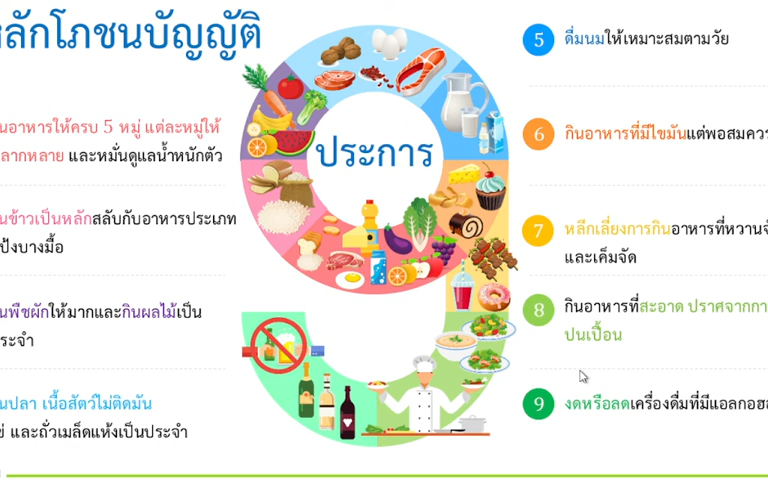 หลักโภชนบัญญัติ
ประการ
นอาหารให้ครบ 5 หมู่ แต่ละหมู่ให้
ลากหลาย และหมั่นดูแลน้ำหนักตัว
นข้าวเป็นหลักสลับกับอาหารประเภท
ป้งบางมื้อ
นพืชผักให้มากและกินผลไม้เป็น
ระจำ
นปลา เนื้อสัตว์ไม่ติดมัน
ข่ และถั่วเมล็ดแห้งเป็นประจำ
5 ดื่มนมให้เหมาะสมตามวัย
6 กินอาหารที่มีไขมันแต่พอสมคว
7 หลีกเลี่ยงการกินอาหารที่หวานจั
และเค็มจัด
8 กินอาหารที่สะอาด ปราศจากกา
ปนเปื้อน
9 งดหรือลดเครื่องดื่มที่มีแอลกอฮ